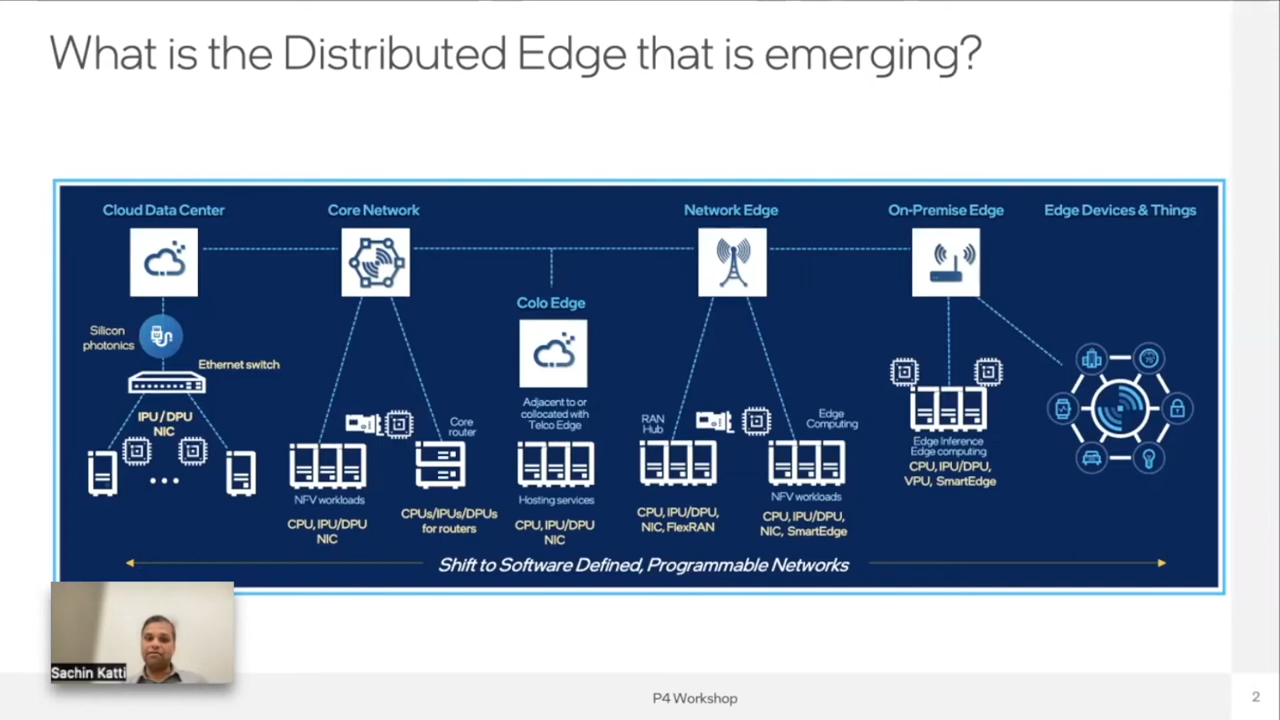 What is the Distributed Edge that is emerging?
Cloud Data Center
Core Network
Network Edge
On-Premise Edge
Edge Devices & Things
Colo Edge
Silicon
photonics
Ethernet switch
IPU/DPU
NIC
NFV workloads
CPU, IPU/DPU
NIC
Core
router
CPUs/IPUs/DPUs
for routers
Adjacent to or
collocated with
Telco Edge
Hosting services
CPU, IPU/DPU
NIC
RAN
Hub
CPU, IPU/DPU,
NIC, FlexRAN
Edge
Computing
NFV workloads
CPU, IPU/DPU,
NIC, SmartEdge
Edge Inference
Edge computing
CPU, IPU/DPU,
VPU, SmartEdge
Shift to Software Defined, Programmable Networks
Sachin Katti
P4 Workshop
2